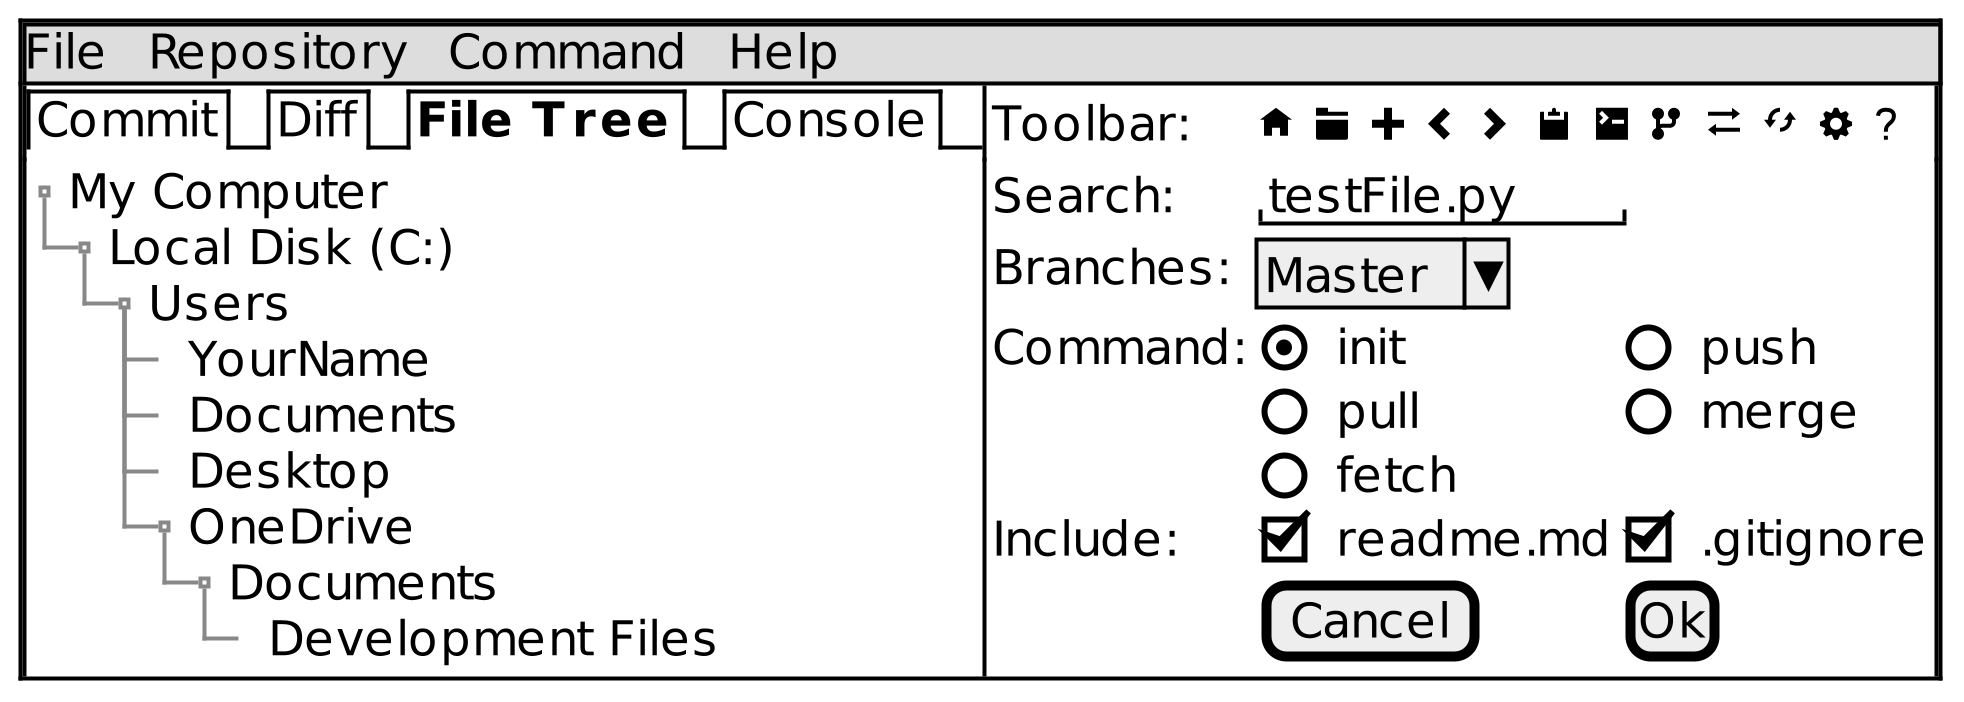 File Repository Command Help
Commit Diff File Tree Console
My Computer
Local Disk (C:)
Users
YourName
Documents
Desktop
OneDrive
Documents
Development Files
Toolbar: ?
Search: testFile.py
Branches: Master ▼
Command: init push
pull merge
fetch
Include: readme.md .gitignore
Cancel Ok